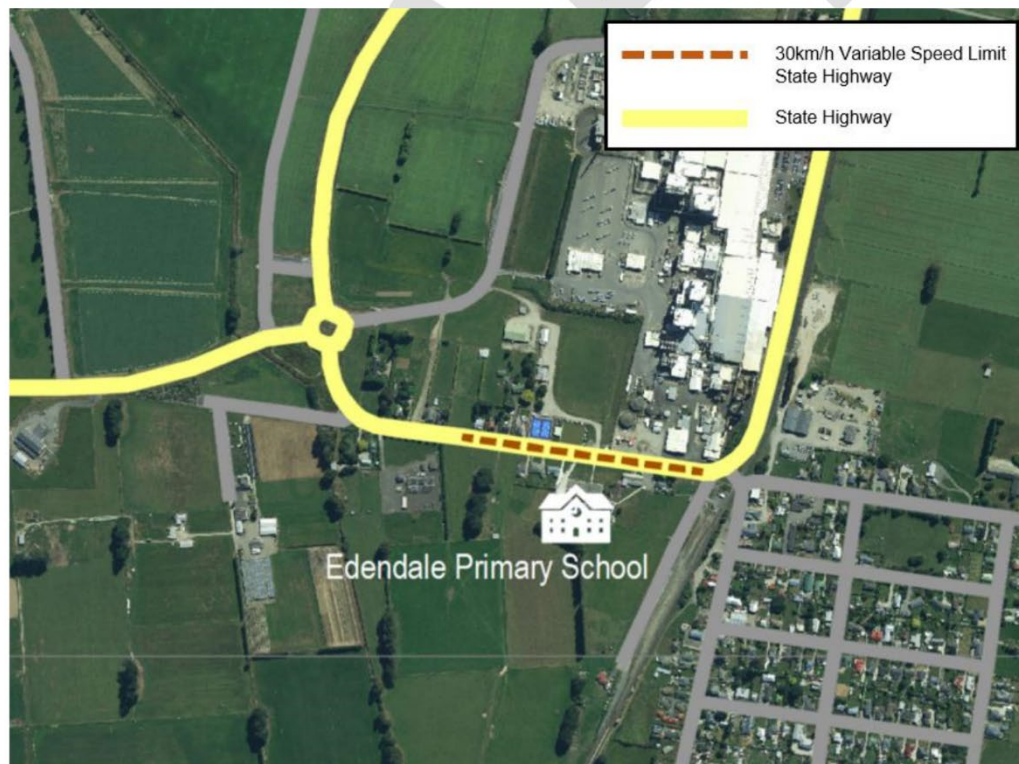 30km/h Variable Speed Limit
State Highway
State Highway
Edendale Primary School